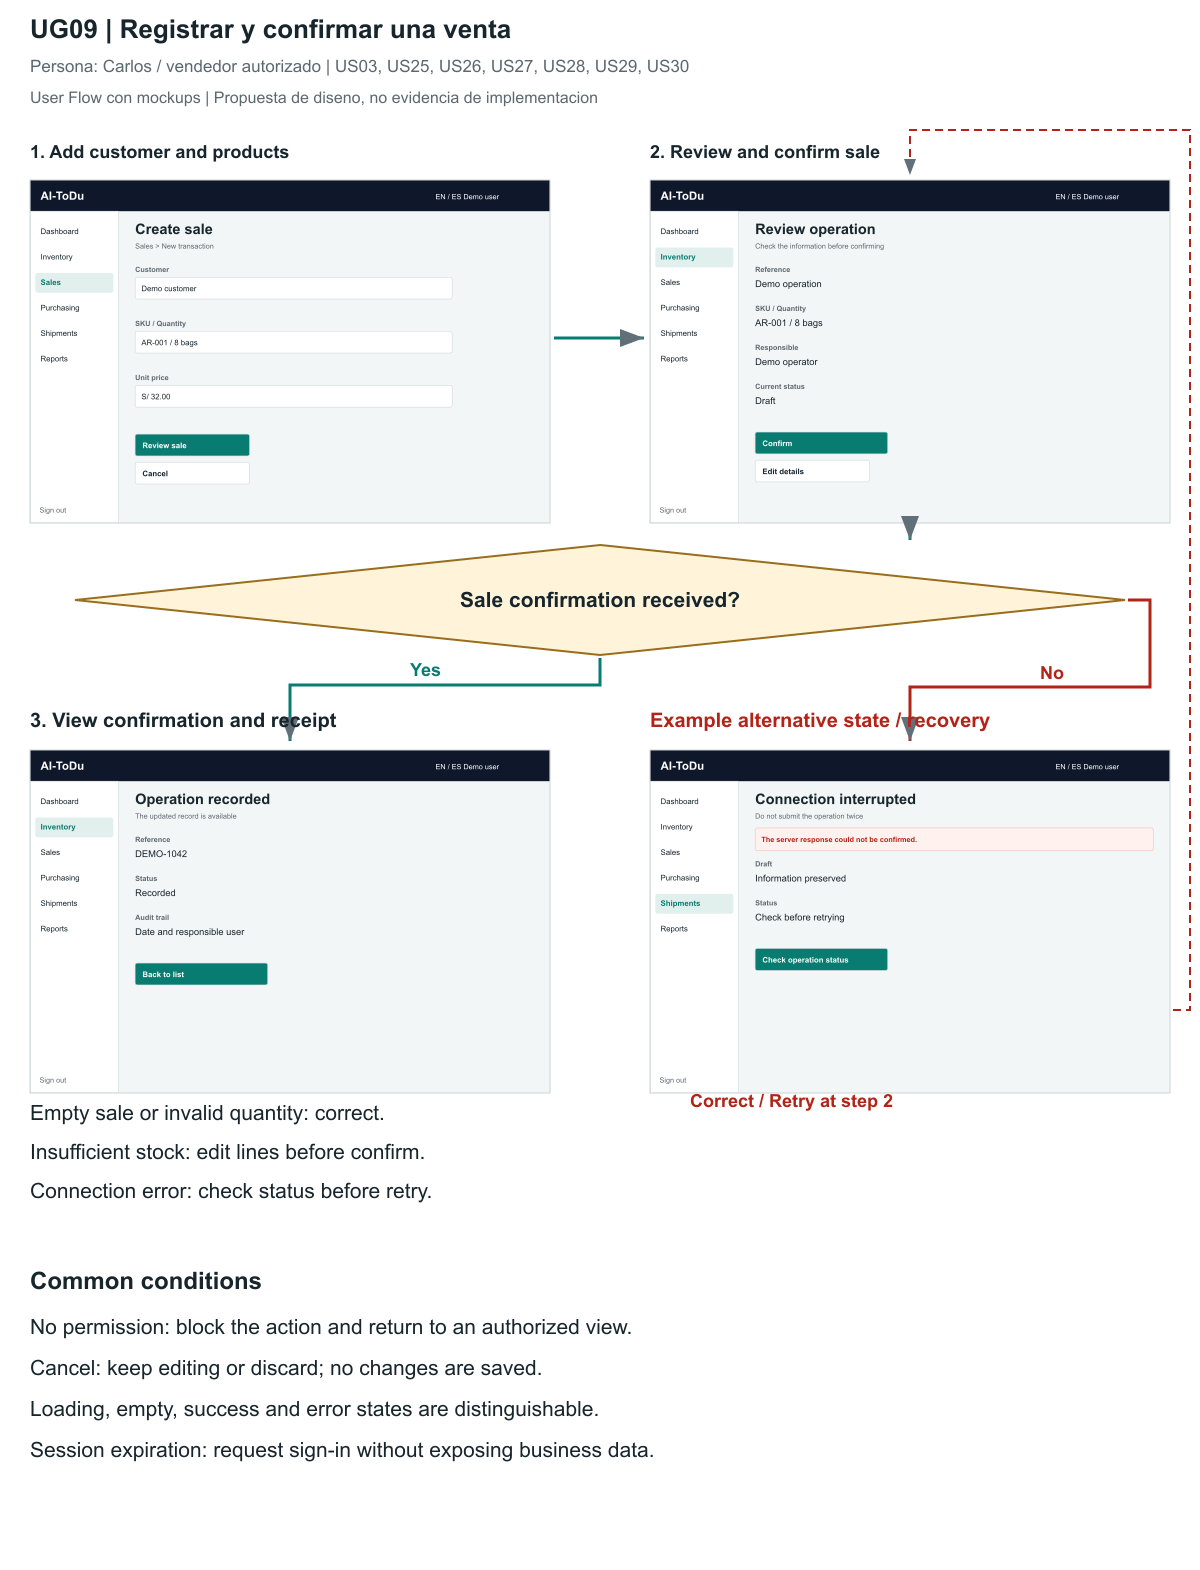 UG09 | Registrar y confirmar una venta
Persona: Carlos / vendedor autorizado | US03, US25, US26, US27, US28, US29, US30
User Flow con mockups | Propuesta de diseno, no evidencia de implementacion
1. Add customer and products
AI-ToDu
EN / ES Demo user
Dashboard
Inventory
Sales
Purchasing
Shipments
Reports
Sign out
Create sale
Sales > New transaction
Customer
Demo customer
SKU / Quantity
AR-001 / 8 bags
Unit price
S/ 32.00
Review sale
Cancel
2. Review and confirm sale
AI-ToDu
EN / ES Demo user
Dashboard
Inventory
Sales
Purchasing
Shipments
Reports
Sign out
Review operation
Check the information before confirming
Reference
Demo operation
SKU / Quantity
AR-001 / 8 bags
Responsible
Demo operator
Current status
Draft
Confirm
Edit details
Sale confirmation received?
Yes
No
3. View confirmation and receipt
AI-ToDu
EN / ES Demo user
Dashboard
Inventory
Sales
Purchasing
Shipments
Reports
Sign out
Operation recorded
The updated record is available
Reference
DEMO-1042
Status
Recorded
Audit trail
Date and responsible user
Back to list
Example alternative state / recovery
AI-ToDu
EN / ES Demo user
Dashboard
Inventory
Sales
Purchasing
Shipments
Reports
Sign out
Connection interrupted
Do not submit the operation twice
The server response could not be confirmed.
Draft
Information preserved
Status
Check before retrying
Check operation status
Correct / Retry at step 2
Empty sale or invalid quantity: correct.
Insufficient stock: edit lines before confirm.
Connection error: check status before retry.
Common conditions
No permission: block the action and return to an authorized view.
Cancel: keep editing or discard; no changes are saved.
Loading, empty, success and error states are distinguishable.
Session expiration: request sign-in without exposing business data.